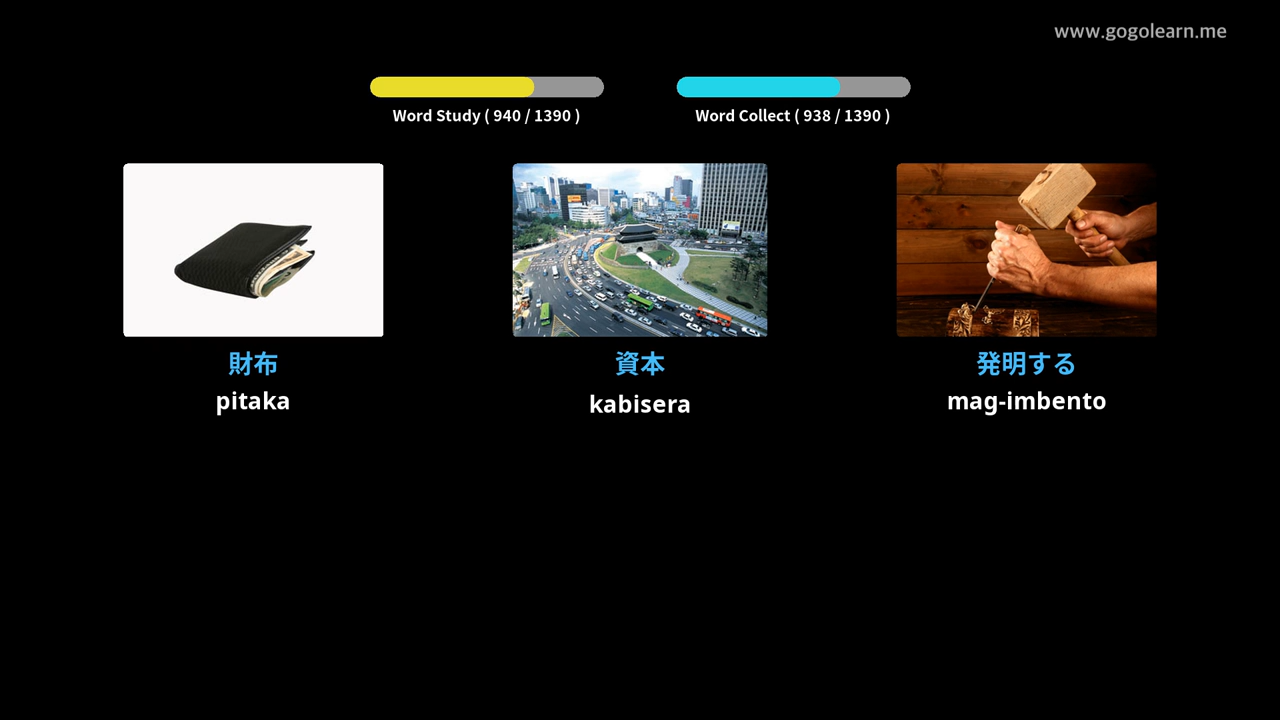 www.gogolearn.me
Word Study ( 940 / 1390 )
Word Collect ( 938 / 1390 )
財布
pitaka
資本
kabisera
発明する
mag-imbento